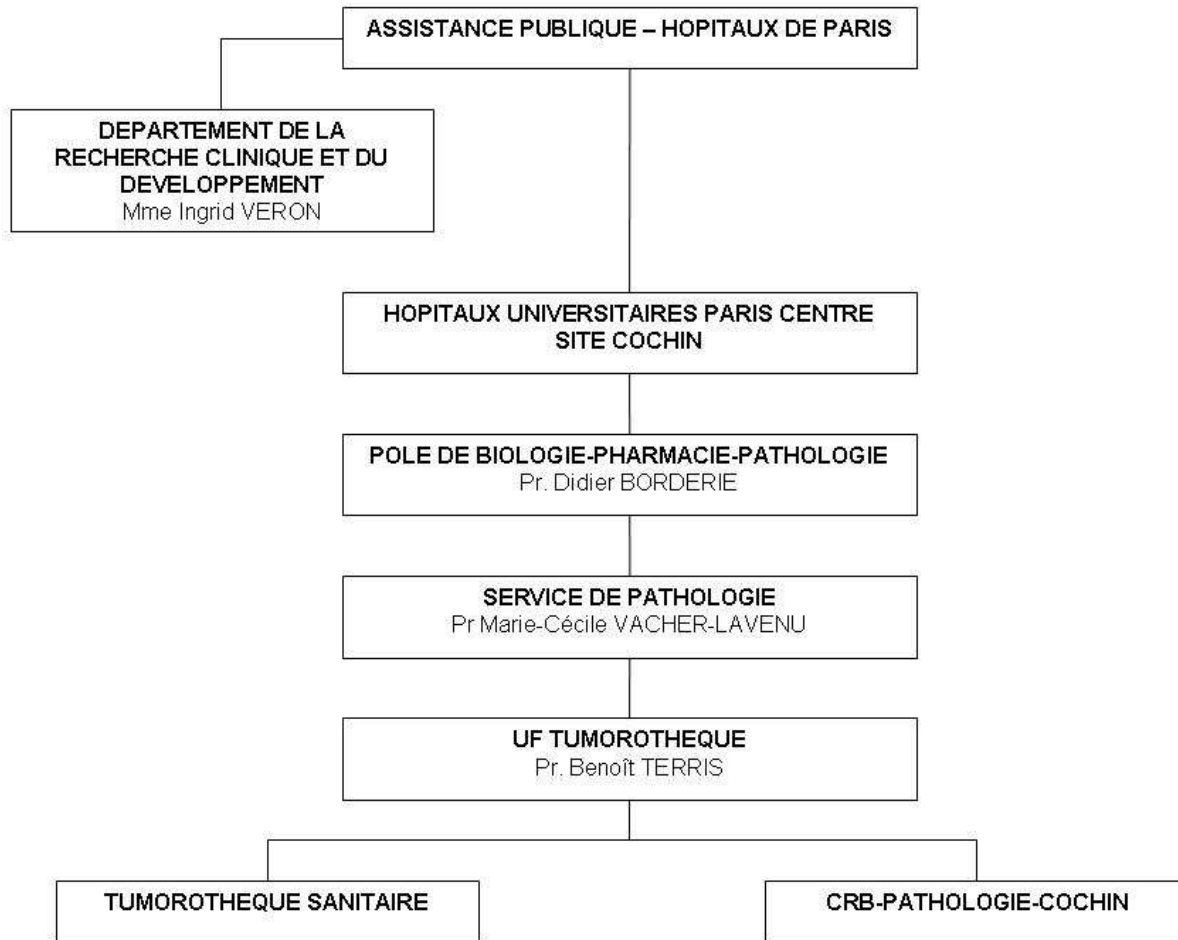 ASSISTANCE PUBLIQUE – HOPITAUX DE PARIS
DEPARTEMENT DE LA
RECHERCHE CLINIQUE ET DU
DEVELOPPEMENT
Mme Ingrid VERON
HOPITAUX UNIVERSITAIRES PARIS CENTRE
SITE COCHIN
POLE DE BIOLOGIE-PHARMACIE-PATHOLOGIE
Pr. Didier BORDERIE
SERVICE DE PATHOLOGIE
Pr Marie-Cécile VACHER-LAVENU
UF TUMOROTHEQUE
Pr. Benoît TERRIS
TUMOROTHEQUE SANITAIRE
CRB-PATHOLOGIE-COCHIN